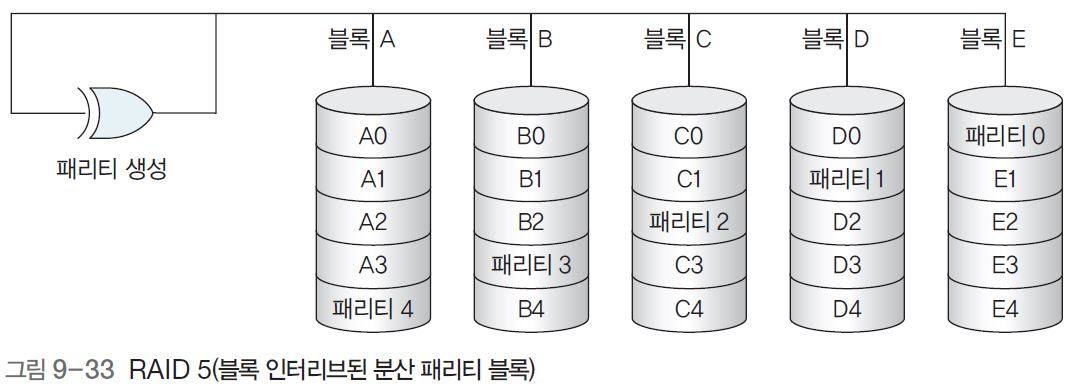 블록 A 블록 B 블록 C 블록 D 블록 E
패리티 생성
A0 B0 C0 D0 패리티 0
A1 B1 C1 패리티 1 E1
A2 B2 패리티 2 D2 E2
A3 패리티 3 C3 D3 E3
패리티 4 B4 C4 D4 E4
그림 9-33 RAID 5(블록 인터리브된 분산 패리티 블록)